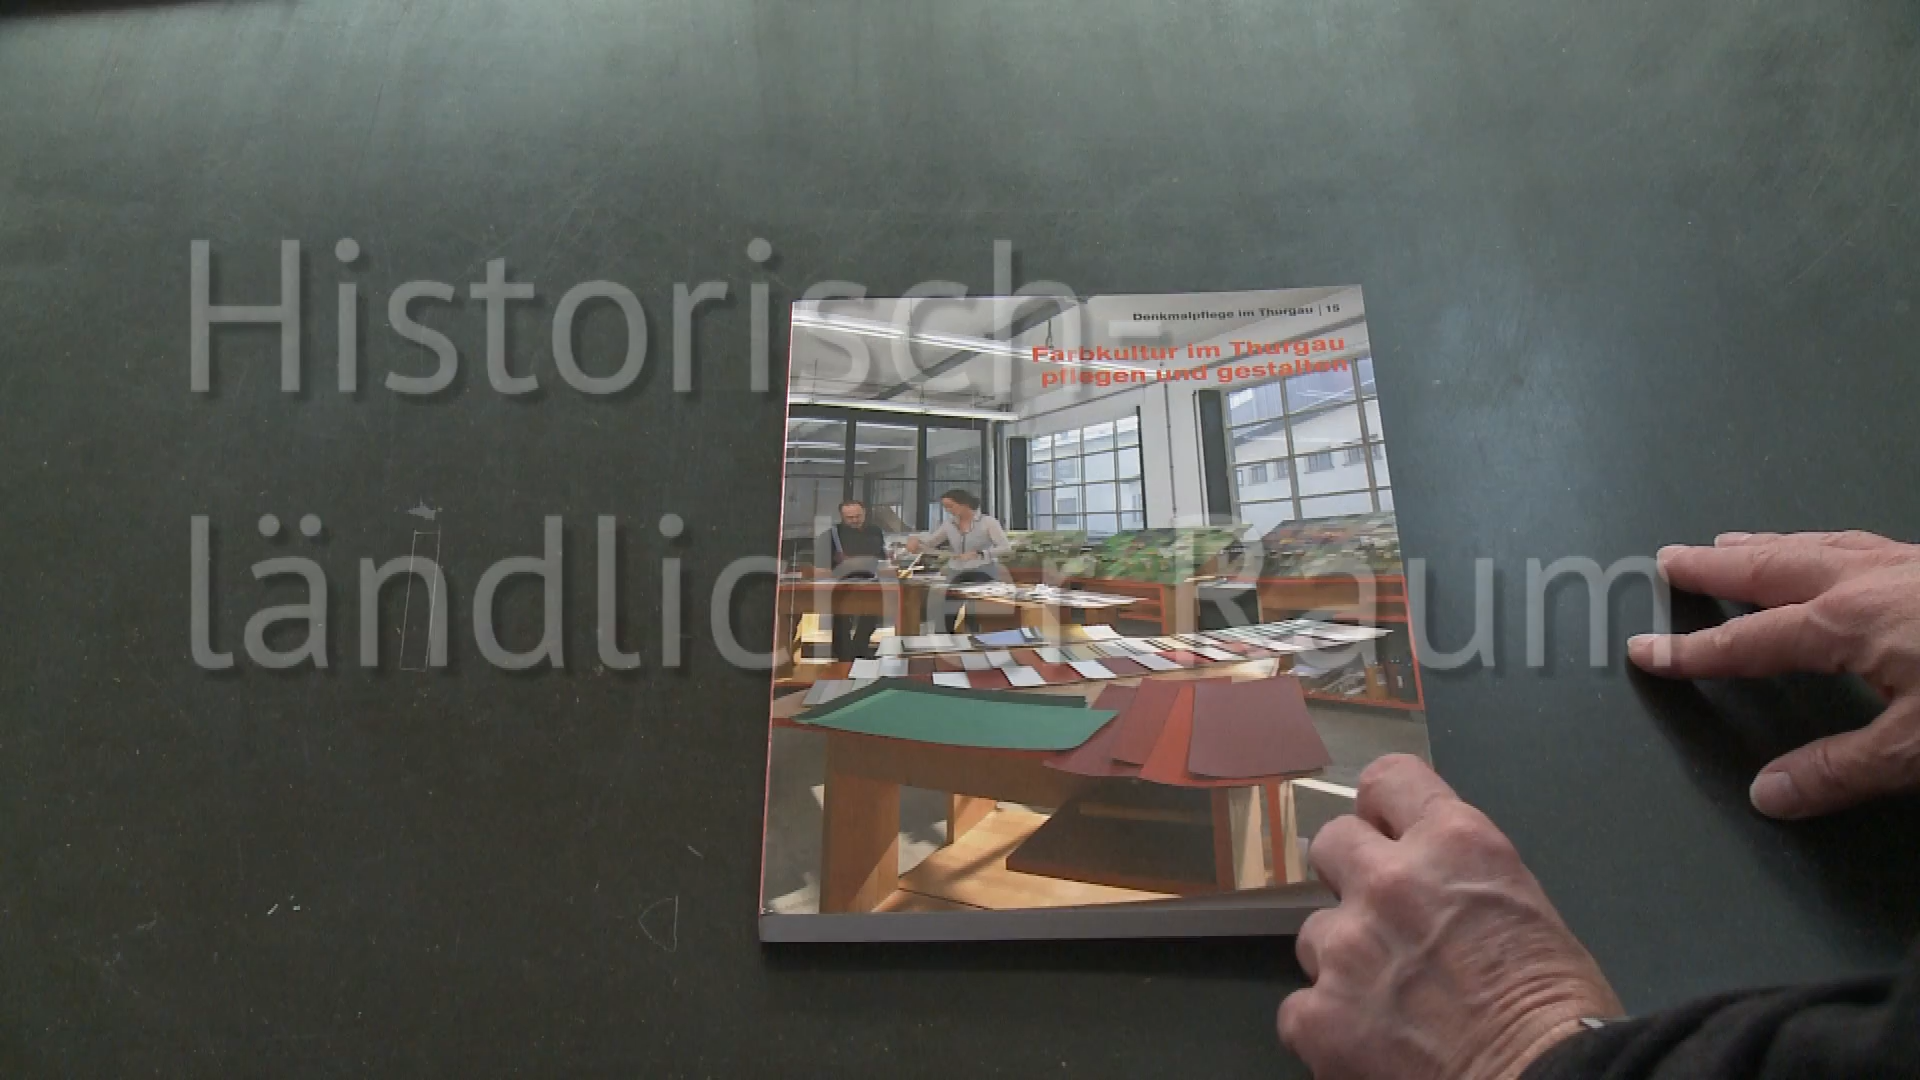 Historisch-
ländlicher Raum
Denkmalpflege im Thurgau | 15
Farbkultur im Thurgau
pflegen und gestalten